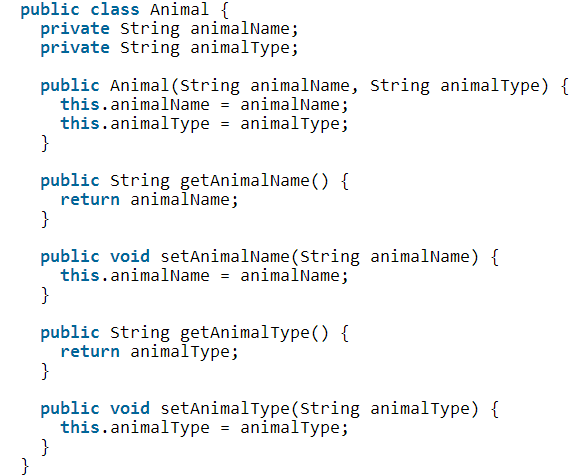 public class Animal {
  private String animalName;
  private String animalType;

  public Animal(String animalName, String animalType) {
    this.animalName = animalName;
    this.animalType = animalType;
  }

  public String getAnimalName() {
    return animalName;
  }

  public void setAnimalName(String animalName) {
    this.animalName = animalName;
  }

  public String getAnimalType() {
    return animalType;
  }

  public void setAnimalType(String animalType) {
    this.animalType = animalType;
  }
}